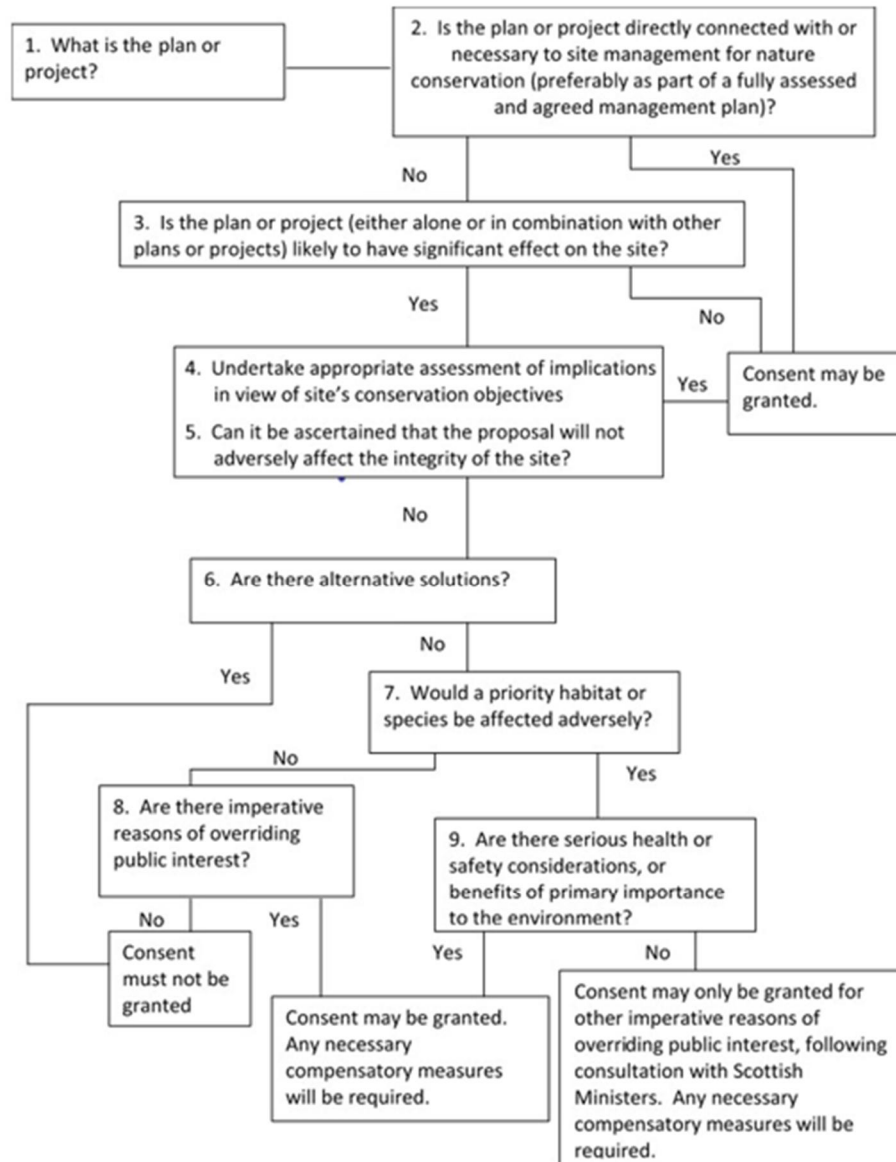 1. What is the plan or
project?
2. Is the plan or project directly connected with or
necessary to site management for nature
conservation (preferably as part of a fully assessed
and agreed management plan)?
No
Yes
3. Is the plan or project (either alone or in combination with other
plans or projects) likely to have significant effect on the site?
Yes
No
4. Undertake appropriate assessment of implications
in view of site's conservation objectives
5. Can it be ascertained that the proposal will not
adversely affect the integrity of the site?
Yes
Consent may be
granted.
No
6. Are there alternative solutions?
Yes
No
7. Would a priority habitat or
species be affected adversely?
No
Yes
8. Are there imperative
reasons of overriding
public interest?
9. Are there serious health or
safety considerations, or
benefits of primary importance
to the environment?
No
Yes
Yes
No
Consent
must not be
granted
Consent may be granted.
Any necessary
compensatory measures
will be required.
Consent may only be granted for
other imperative reasons of
overriding public interest, following
consultation with Scottish
Ministers. Any necessary
compensatory measures will be
required.